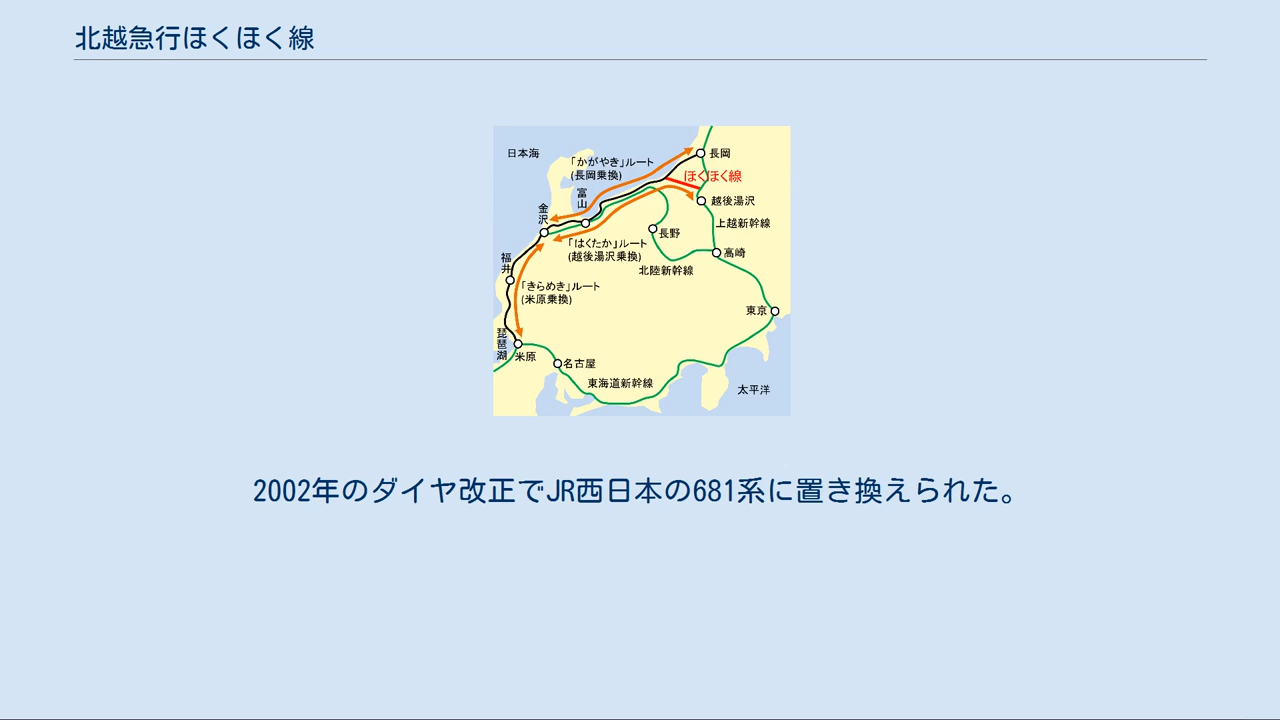 北越急行ほくほく線
日本海
「かがやき」ルート
(長岡乗換)
長岡
ほくほく線
富山
越後湯沢
金沢
上越新幹線
長野
「はくたか」ルート
(越後湯沢乗換)
高崎
福井
北陸新幹線
「きらめき」ルート
(米原乗換)
東京
琵琶湖
米原
名古屋
東海道新幹線
太平洋
2002年のダイヤ改正でJR西日本の681系に置き換えられた。